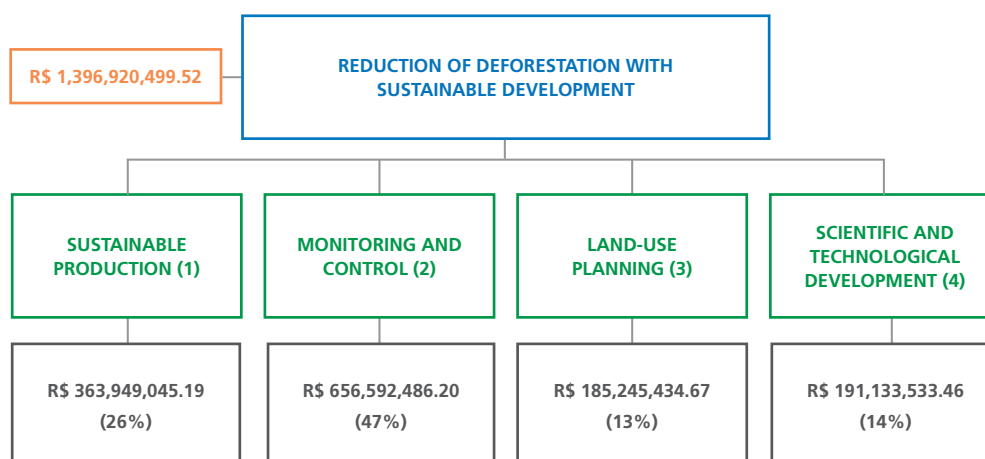 R$ 1,396,920,499.52
REDUCTION OF DEFORESTATION WITH
SUSTAINABLE DEVELOPMENT
SUSTAINABLE
PRODUCTION (1)
MONITORING AND
CONTROL (2)
LAND-USE
PLANNING (3)
SCIENTIFIC AND
TECHNOLOGICAL
DEVELOPMENT (4)
R$ 363,949,045.19
(26%)
R$ 656,592,486.20
(47%)
R$ 185,245,434.67
(13%)
R$ 191,133,533.46
(14%)